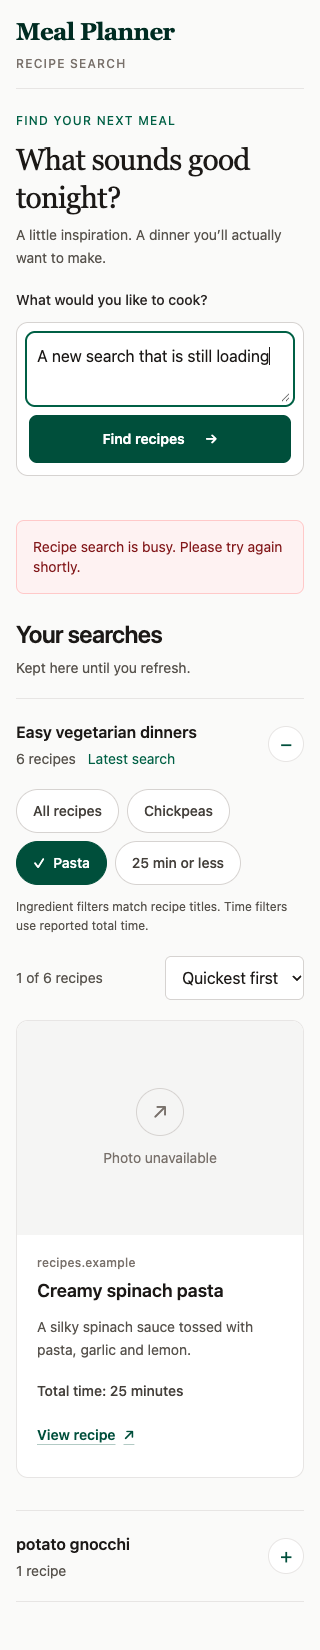 Meal Planner
RECIPE SEARCH
FIND YOUR NEXT MEAL
What sounds good
tonight?
A little inspiration. A dinner you’ll actually
want to make.
What would you like to cook?
A new search that is still loading
Find recipes →
Recipe search is busy. Please try again
shortly.
Your searches
Kept here until you refresh.
Easy vegetarian dinners
6 recipes Latest search
−
All recipes
Chickpeas
✓ Pasta
25 min or less
Ingredient filters match recipe titles. Time filters
use reported total time.
1 of 6 recipes
Quickest first
↗
Photo unavailable
recipes.example
Creamy spinach pasta
A silky spinach sauce tossed with
pasta, garlic and lemon.
Total time: 25 minutes
View recipe ↗
potato gnocchi
1 recipe
+